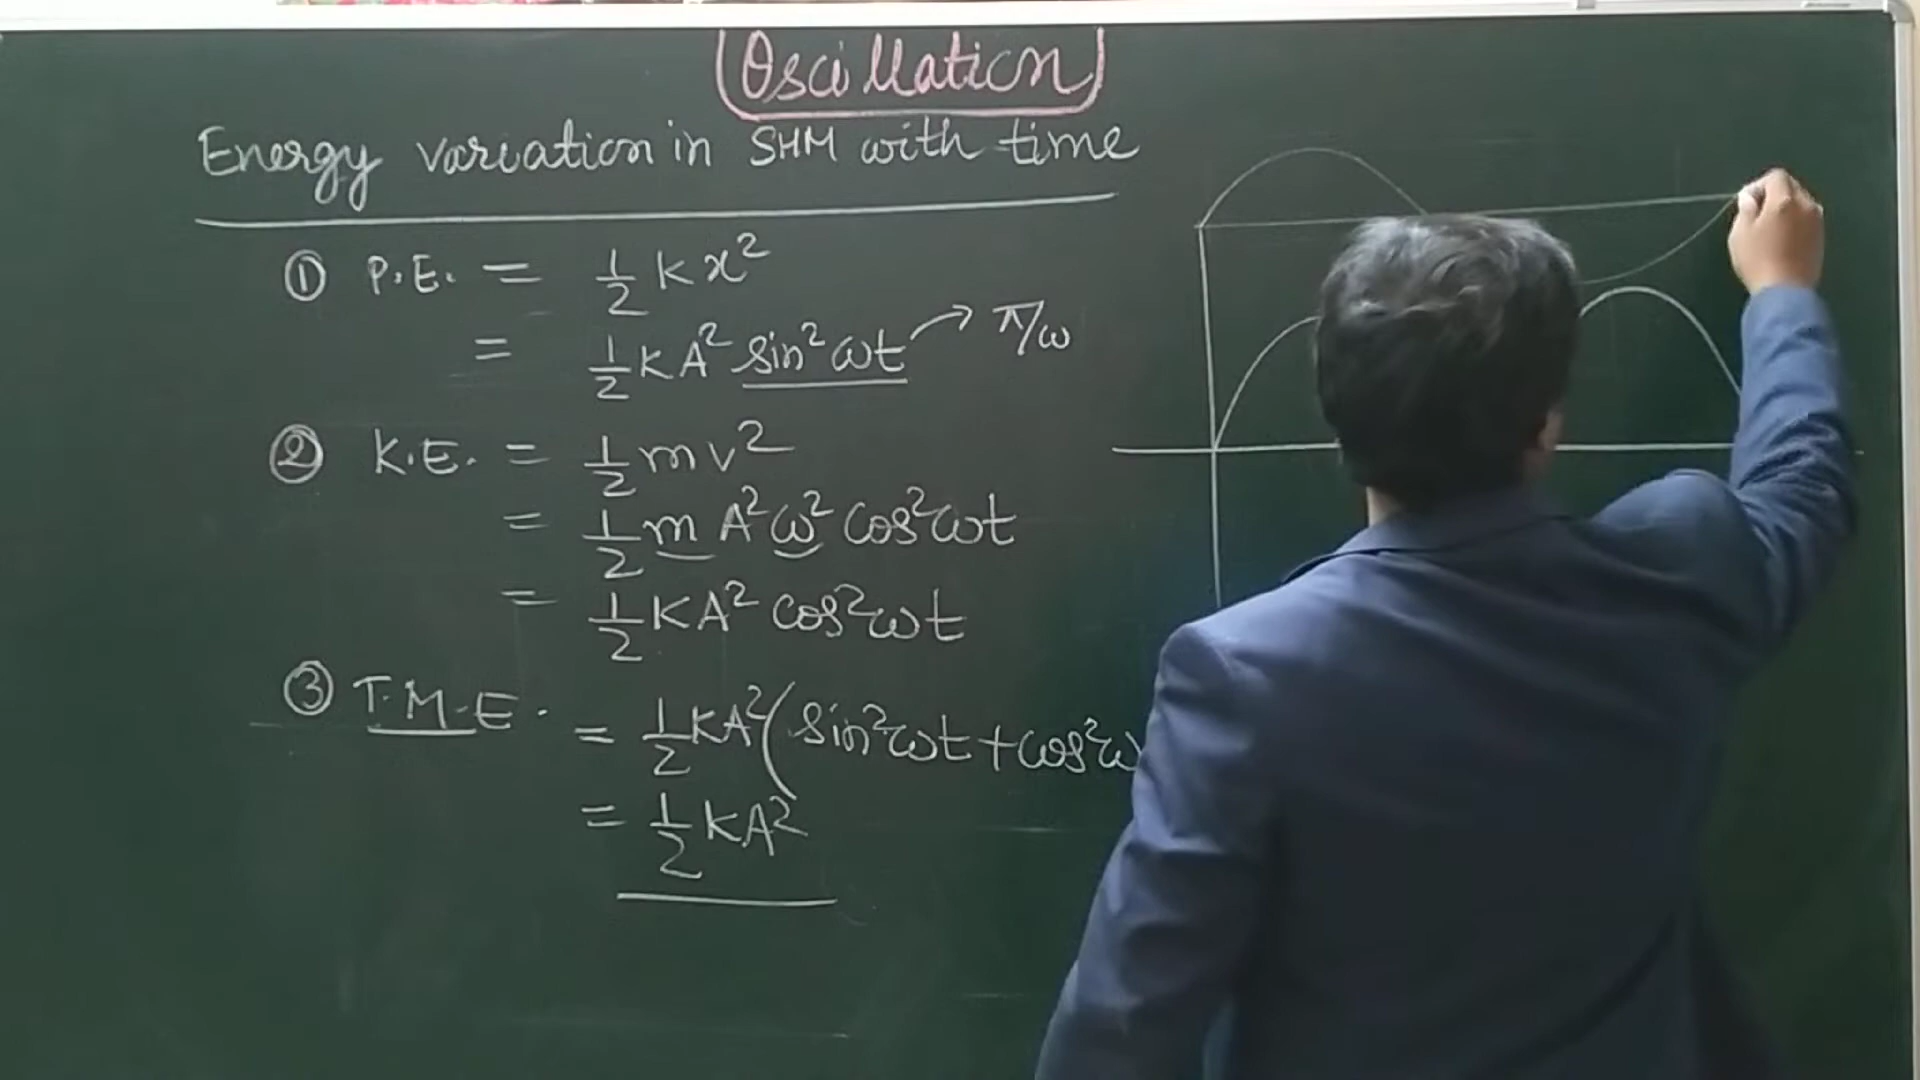 Oscillation
Energy variation in SHM with time
① P.E. = 1/2 K x²
= 1/2 K A² sin² ωt → π/ω
② K.E. = 1/2 m v²
= 1/2 m A² ω² cos² ωt
= 1/2 K A² cos² ωt
③ T.M.E. = 1/2 K A² ( sin² ωt + cos² ω
= 1/2 K A²